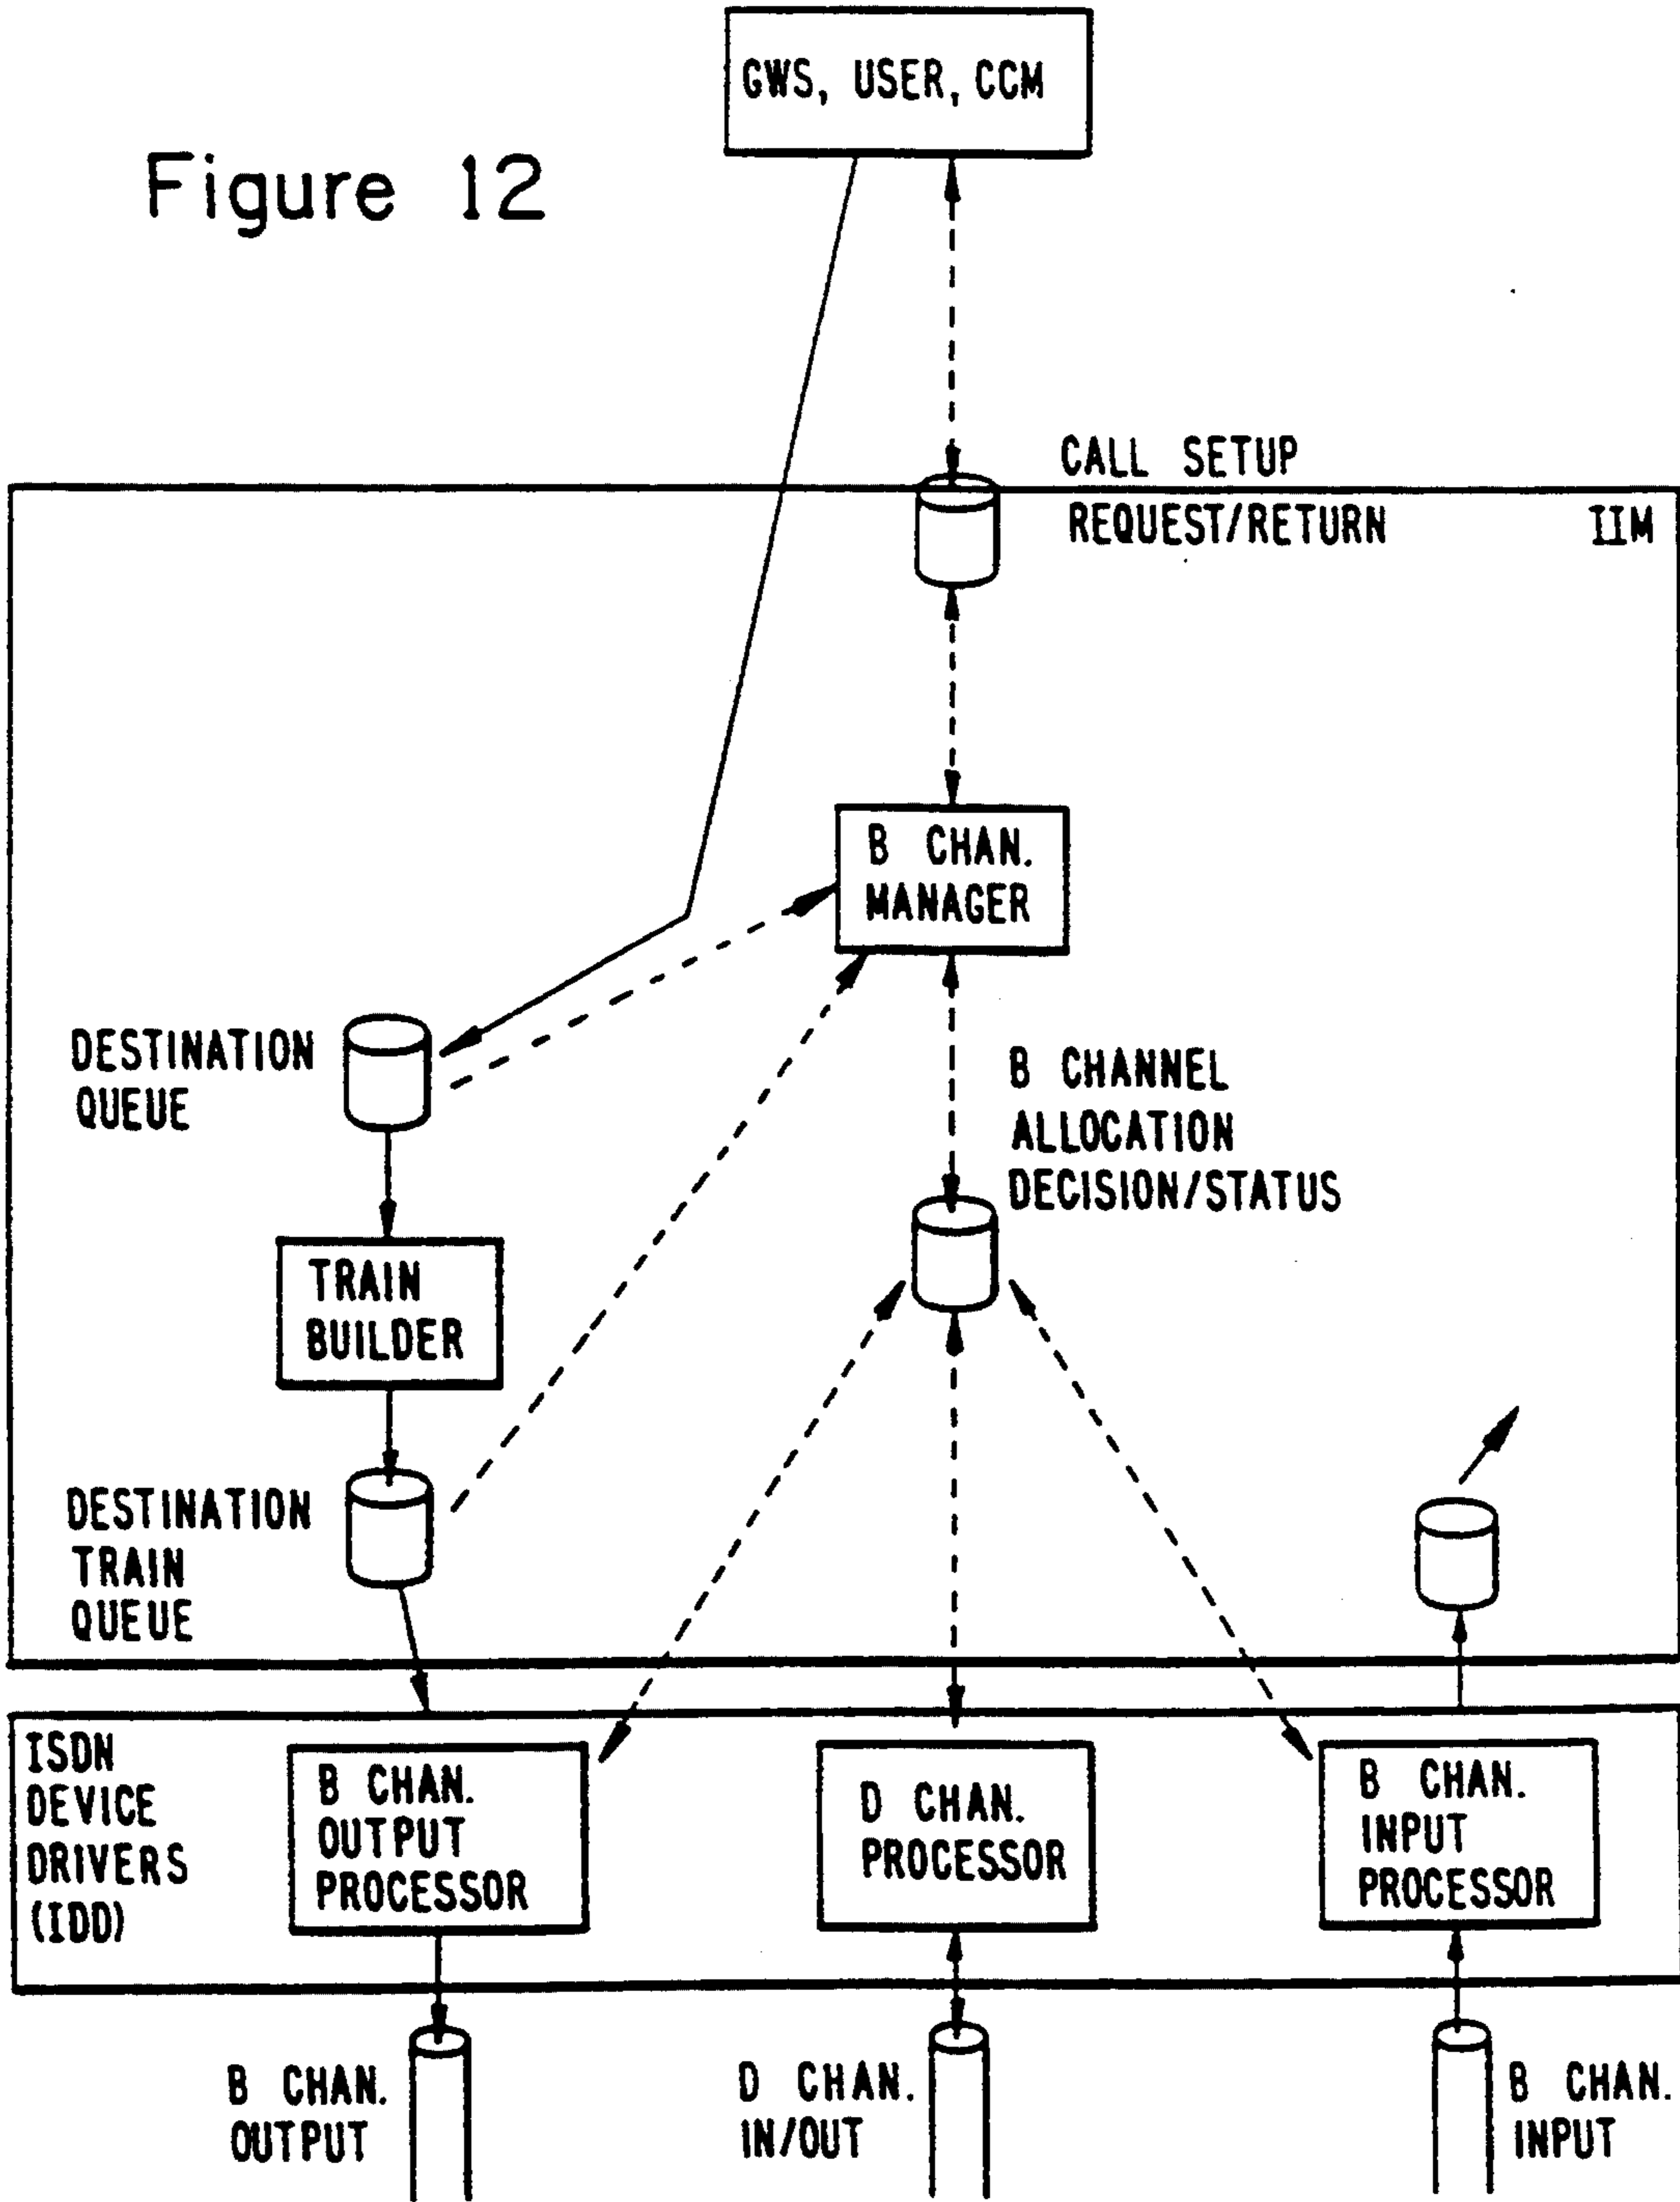 GWS, USER, CCM
Figure 12
CALL SETUP
REQUEST/RETURN
IIM
B CHAN.
MANAGER
DESTINATION
QUEUE
B CHANNEL
ALLOCATION
DECISION/STATUS
TRAIN
BUILDER
DESTINATION
TRAIN
QUEUE
ISDN
DEVICE
DRIVERS
(IDD)
B CHAN.
OUTPUT
PROCESSOR
D CHAN.
PROCESSOR
B CHAN.
INPUT
PROCESSOR
B CHAN.
OUTPUT
D CHAN.
IN/OUT
B CHAN.
INPUT